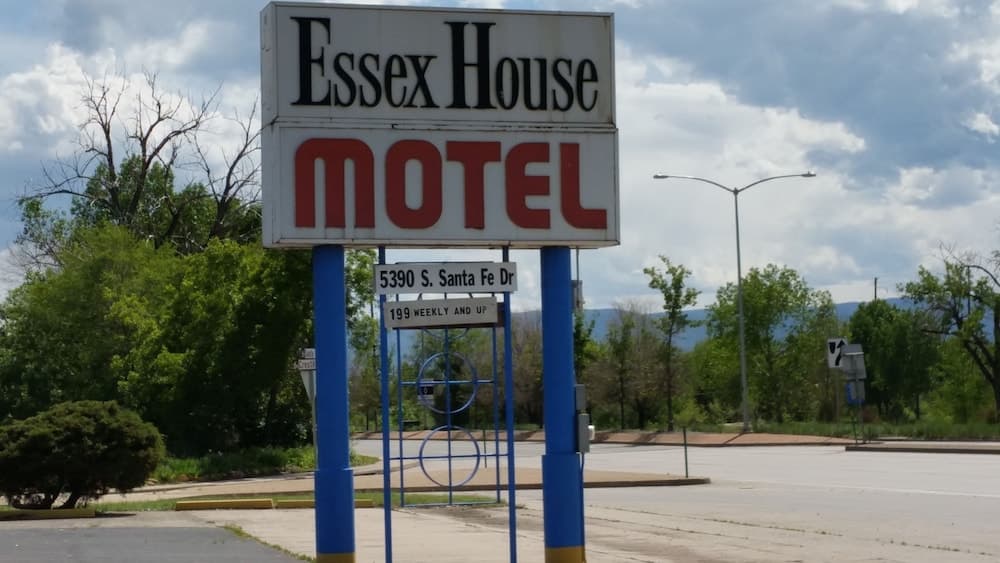 Essex House
MOTEL
5390 S. Santa Fe Dr
199 WEEKLY AND UP